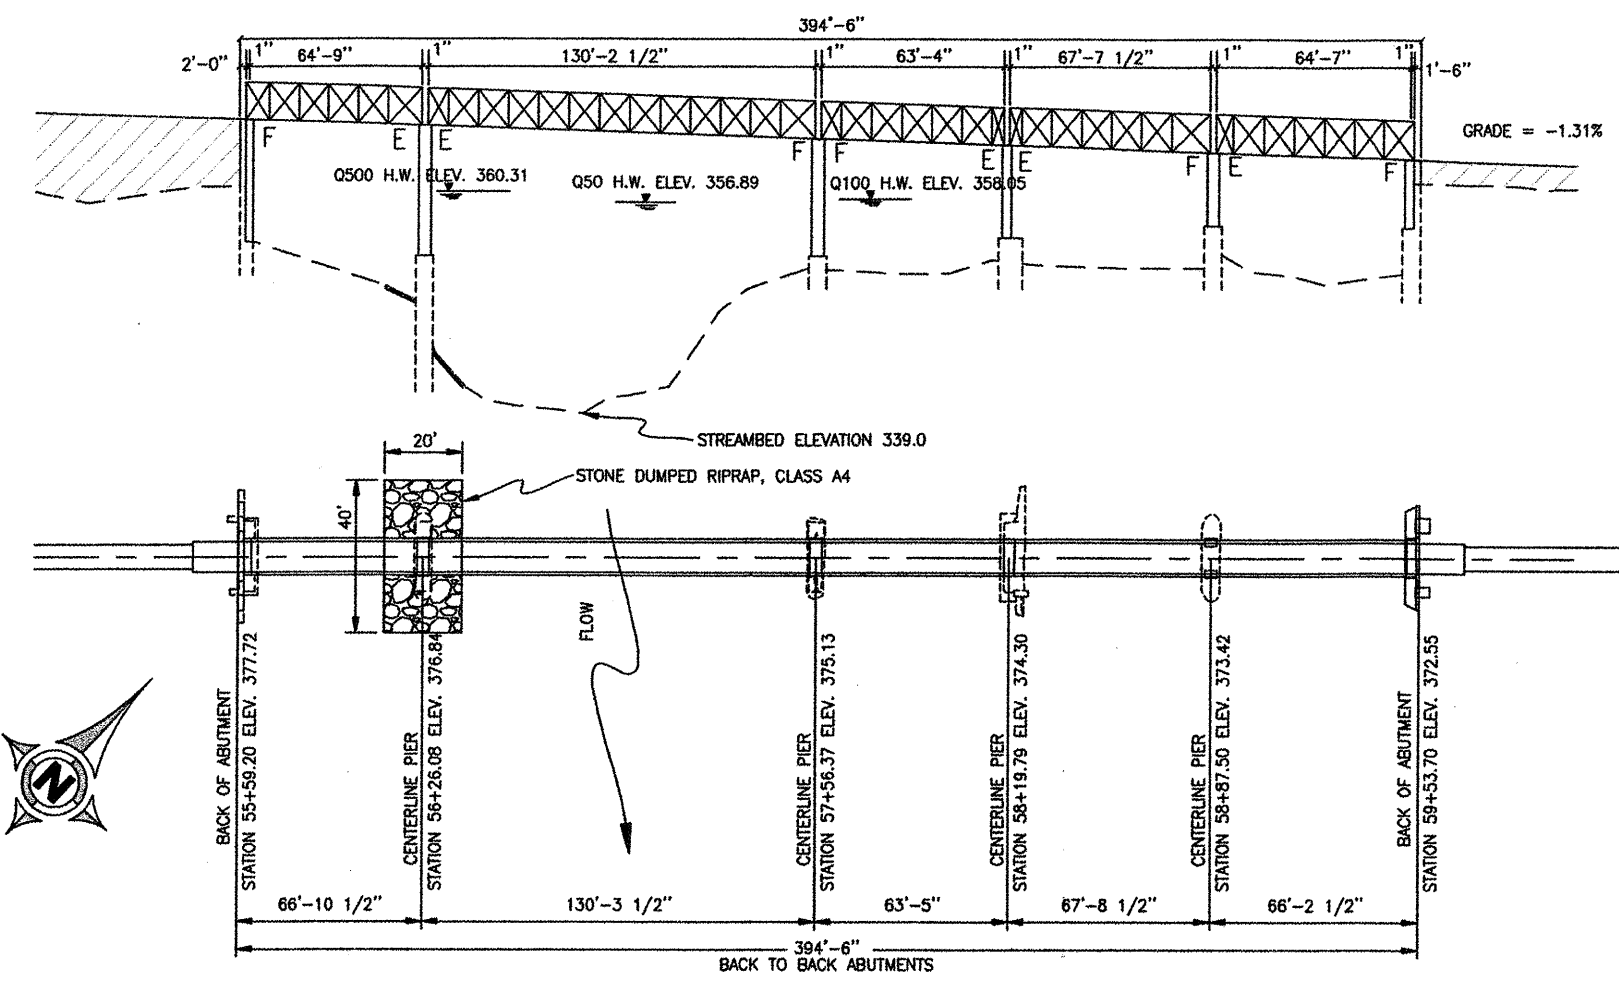 394'-6"
2'-0" 1" 64'-9" 1" 130'-2 1/2" 1" 63'-4" 1" 67'-7 1/2" 1" 64'-7" 1" 1'-6"
GRADE = -1.31%
F E E F F E E F E F
Q500 H.W. ELEV. 360.31
Q50 H.W. ELEV. 356.89
Q100 H.W. ELEV. 358.05
STREAMBED ELEVATION 339.0
20'
STONE DUMPED RIPRAP, CLASS A4
40'
FLOW
N
BACK OF ABUTMENT
STATION 55+59.20 ELEV. 377.72
CENTERLINE PIER
STATION 56+26.08 ELEV. 376.84
CENTERLINE PIER
STATION 57+56.37 ELEV. 375.13
CENTERLINE PIER
STATION 58+19.79 ELEV. 374.30
CENTERLINE PIER
STATION 58+87.50 ELEV. 373.42
BACK OF ABUTMENT
STATION 59+53.70 ELEV. 372.55
66'-10 1/2" 130'-3 1/2" 63'-5" 67'-8 1/2" 66'-2 1/2"
394'-6"
BACK TO BACK ABUTMENTS